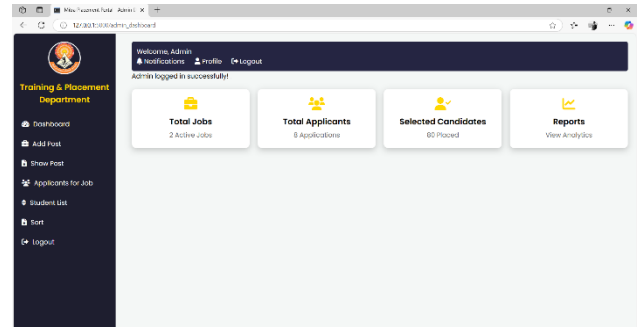 127.0.0.1:5000/admin_dashboard
Training & Placement
Department
Dashboard
Add Post
Show Post
Applicants for Job
Student List
Sort
Logout
Welcome, Admin
Notifications Profile Logout
Admin logged in successfully!
Total Jobs
2 Active Jobs
Total Applicants
8 Applications
Selected Candidates
80 Placed
Reports
View Analytics